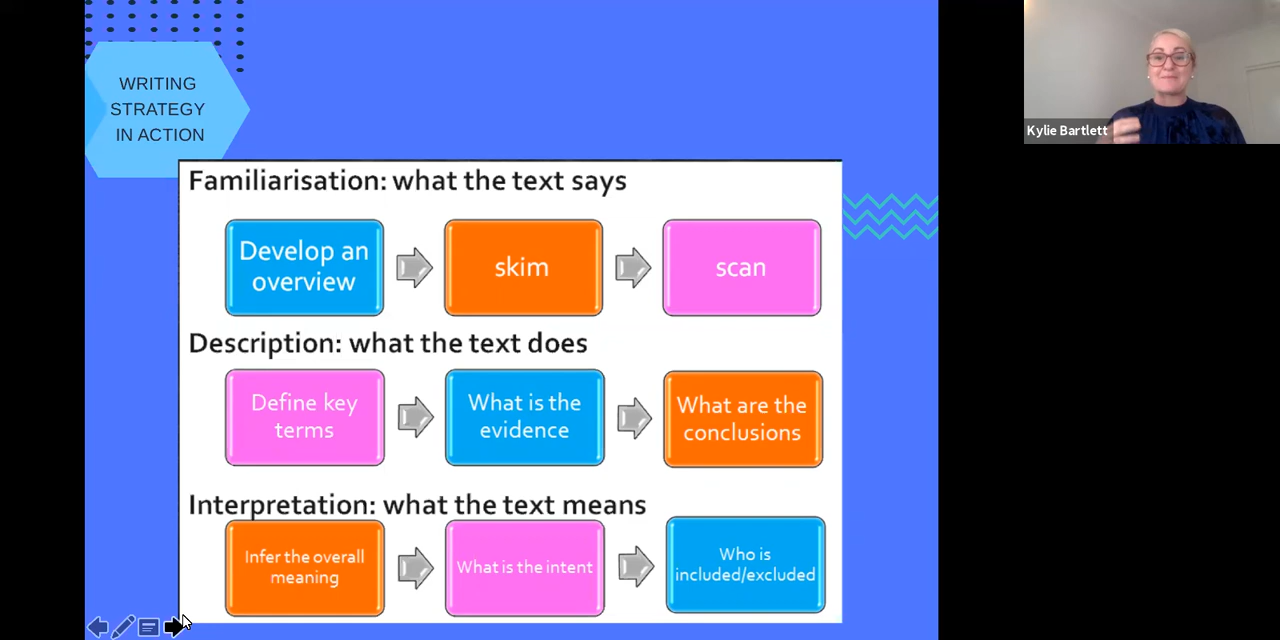 WRITING
STRATEGY
IN ACTION
Kylie Bartlett
Familiarisation: what the text says
Develop an
overview
skim
scan
Description: what the text does
Define key
terms
What is the
evidence
What are the
conclusions
Interpretation: what the text means
Infer the overall
meaning
What is the intent
Who is
included/excluded